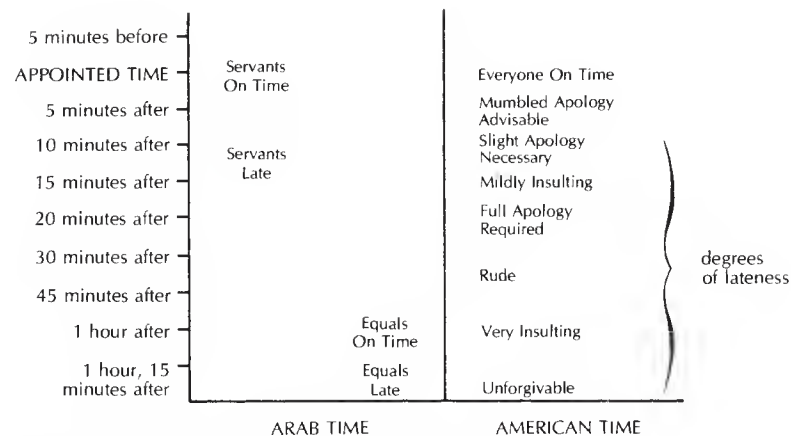 5 minutes before
APPOINTED TIME
5 minutes after
10 minutes after
15 minutes after
20 minutes after
30 minutes after
45 minutes after
1 hour after
1 hour, 15
minutes after
Servants
On Time
Servants
Late
Equals
On Time
Equals
Late
ARAB TIME
Everyone On Time
Mumbled Apology
Advisable
Slight Apology
Necessary
Mildly Insulting
Full Apology
Required
Rude
Very Insulting
Unforgivable
AMERICAN TIME
degrees
of lateness